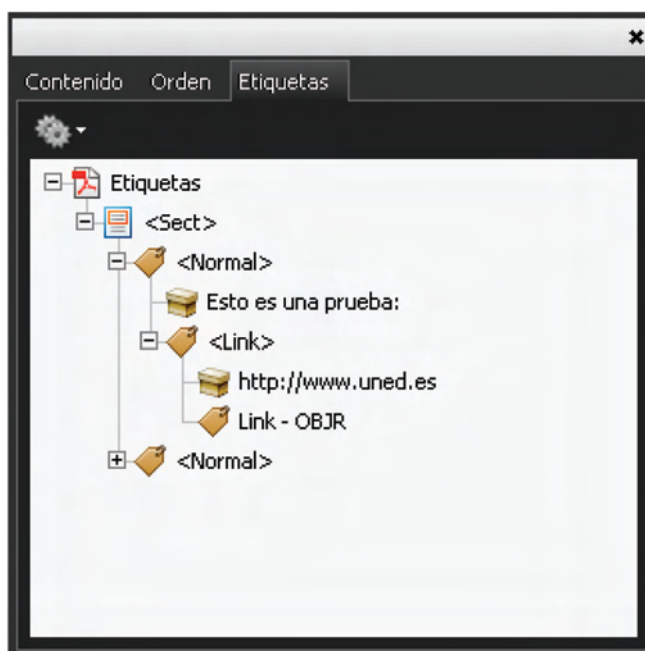 Contenido Orden Etiquetas
Etiquetas
<Sect>
<Normal>
Esto es una prueba:
<Link>
http://www.uned.es
Link - OBJR
<Normal>